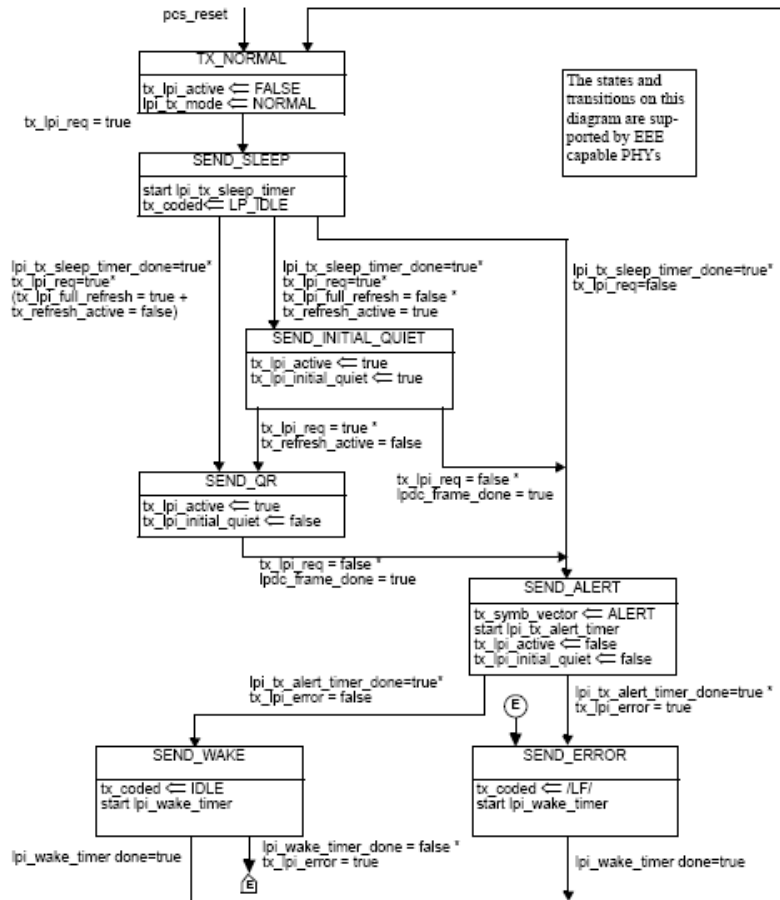 pcs_reset
TX_NORMAL
tx_lpi_active ⇐ FALSE
lpi_tx_mode ⇐ NORMAL
The states and
transitions on this
diagram are sup-
ported by EEE
capable PHYs
tx_lpi_req = true
SEND_SLEEP
start lpi_tx_sleep_timer
tx_coded⇐ LP_IDLE
lpi_tx_sleep_timer_done=true*
tx_lpi_req=true*
(tx_lpi_full_refresh = true +
tx_refresh_active = false)
lpi_tx_sleep_timer_done=true*
tx_lpi_req=true*
tx_lpi_full_refresh = false *
tx_refresh_active = true
lpi_tx_sleep_timer_done=true*
tx_lpi_req=false
SEND_INITIAL_QUIET
tx_lpi_active ⇐ true
tx_lpi_initial_quiet ⇐ true
tx_lpi_req = true *
tx_refresh_active = false
tx_lpi_req = false *
lpdc_frame_done = true
SEND_QR
tx_lpi_active ⇐ true
tx_lpi_initial_quiet ⇐ false
tx_lpi_req = false *
lpdc_frame_done = true
SEND_ALERT
tx_symb_vector ⇐ ALERT
start lpi_tx_alert_timer
tx_lpi_active ⇐ false
tx_lpi_initial_quiet ⇐ false
lpi_tx_alert_timer_done=true*
tx_lpi_error = false
E
lpi_tx_alert_timer_done=true *
tx_lpi_error = true
SEND_WAKE
tx_coded ⇐ IDLE
start lpi_wake_timer
SEND_ERROR
tx_coded ⇐ /LF/
start lpi_wake_timer
lpi_wake_timer done=true
lpi_wake_timer_done = false *
tx_lpi_error = true
E
lpi_wake_timer done=true